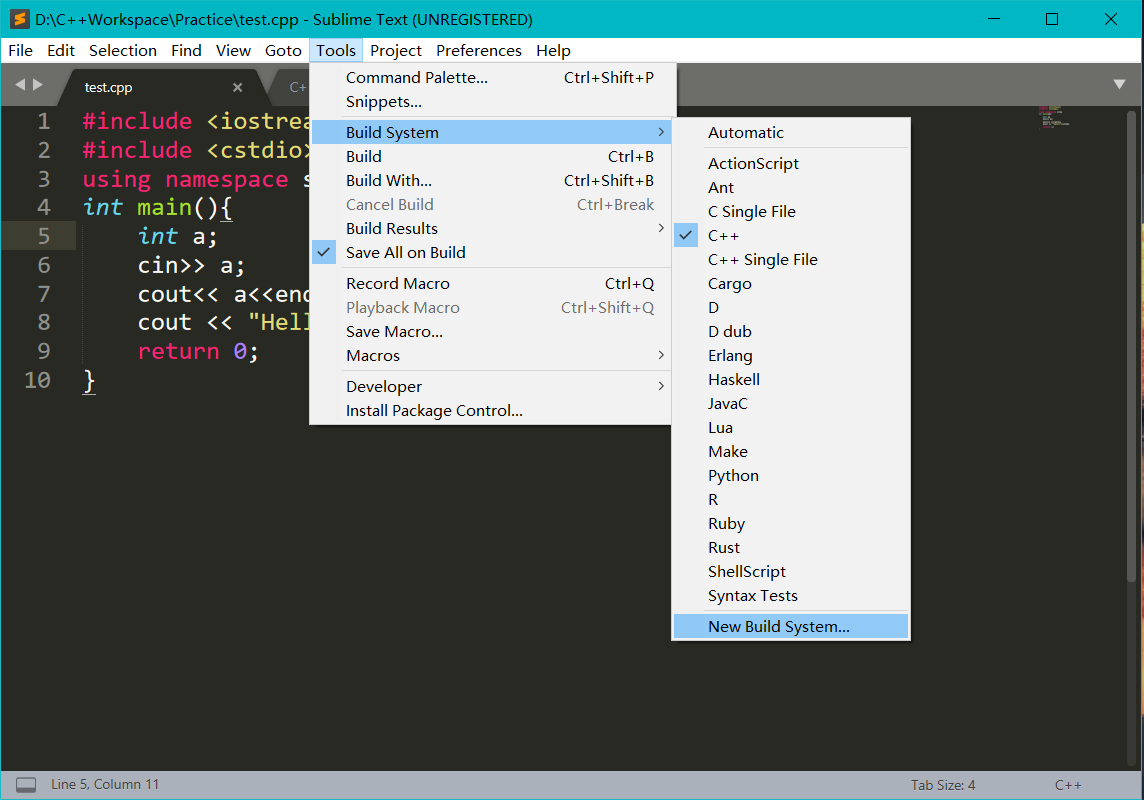 D:\C++Workspace\Practice\test.cpp - Sublime Text (UNREGISTERED)
File Edit Selection Find View Goto Tools Project Preferences Help
test.cpp × C+
1 #include <iostrea
2 #include <cstdio>
3 using namespace s
4 int main(){
5 int a;
6 cin>> a;
7 cout<< a<<end
8 cout << "Hell
9 return 0;
10 }
Command Palette... Ctrl+Shift+P
Snippets...
Build System
Build Ctrl+B
Build With... Ctrl+Shift+B
Cancel Build Ctrl+Break
Build Results
Save All on Build
Record Macro Ctrl+Q
Playback Macro Ctrl+Shift+Q
Save Macro...
Macros
Developer
Install Package Control...
Automatic
ActionScript
Ant
C Single File
C++
C++ Single File
Cargo
D
D dub
Erlang
Haskell
JavaC
Lua
Make
Python
R
Ruby
Rust
ShellScript
Syntax Tests
New Build System...
Line 5, Column 11 Tab Size: 4 C++